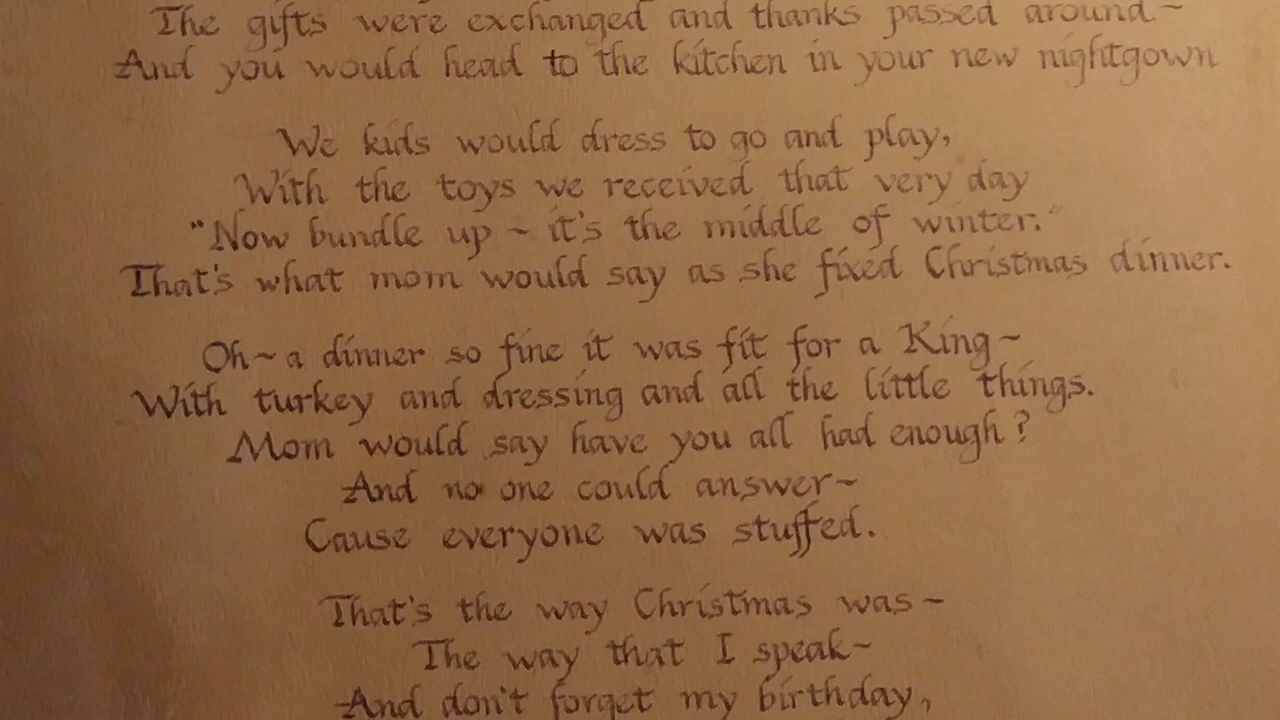 The gifts were exchanged and thanks passed around~
And you would head to the kitchen in your new nightgown
We kids would dress to go and play,
With the toys we received that very day
"Now bundle up ~ it's the middle of winter."
That's what mom would say as she fixed Christmas dinner.
Oh~ a dinner so fine it was fit for a King~
With turkey and dressing and all the little things.
Mom would say have you all had enough?
And no one could answer~
Cause everyone was stuffed.
That's the way Christmas was~
The way that I speak~
And don't forget my birthday,